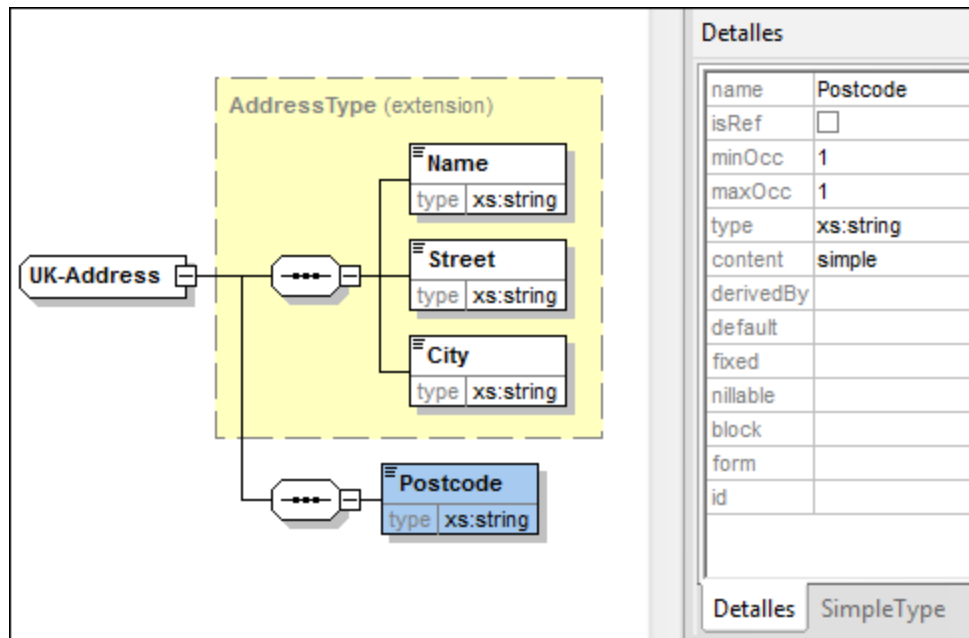 AddressType (extension)
Name
type xs:string
Street
type xs:string
UK-Address
City
type xs:string
Postcode
type xs:string
Detalles
name Postcode
isRef
minOcc 1
maxOcc 1
type xs:string
content simple
derivedBy
default
fixed
nillable
block
form
id
Detalles SimpleType